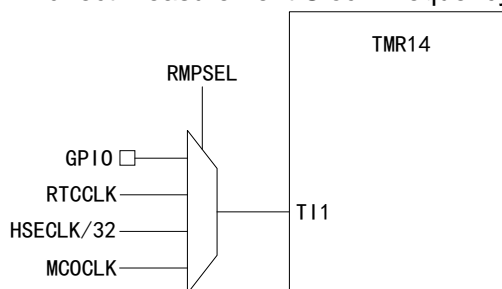 TMR14
RMPSEL
GPIO
RTCCLK
HSECLK/32
TI1
MCOCLK